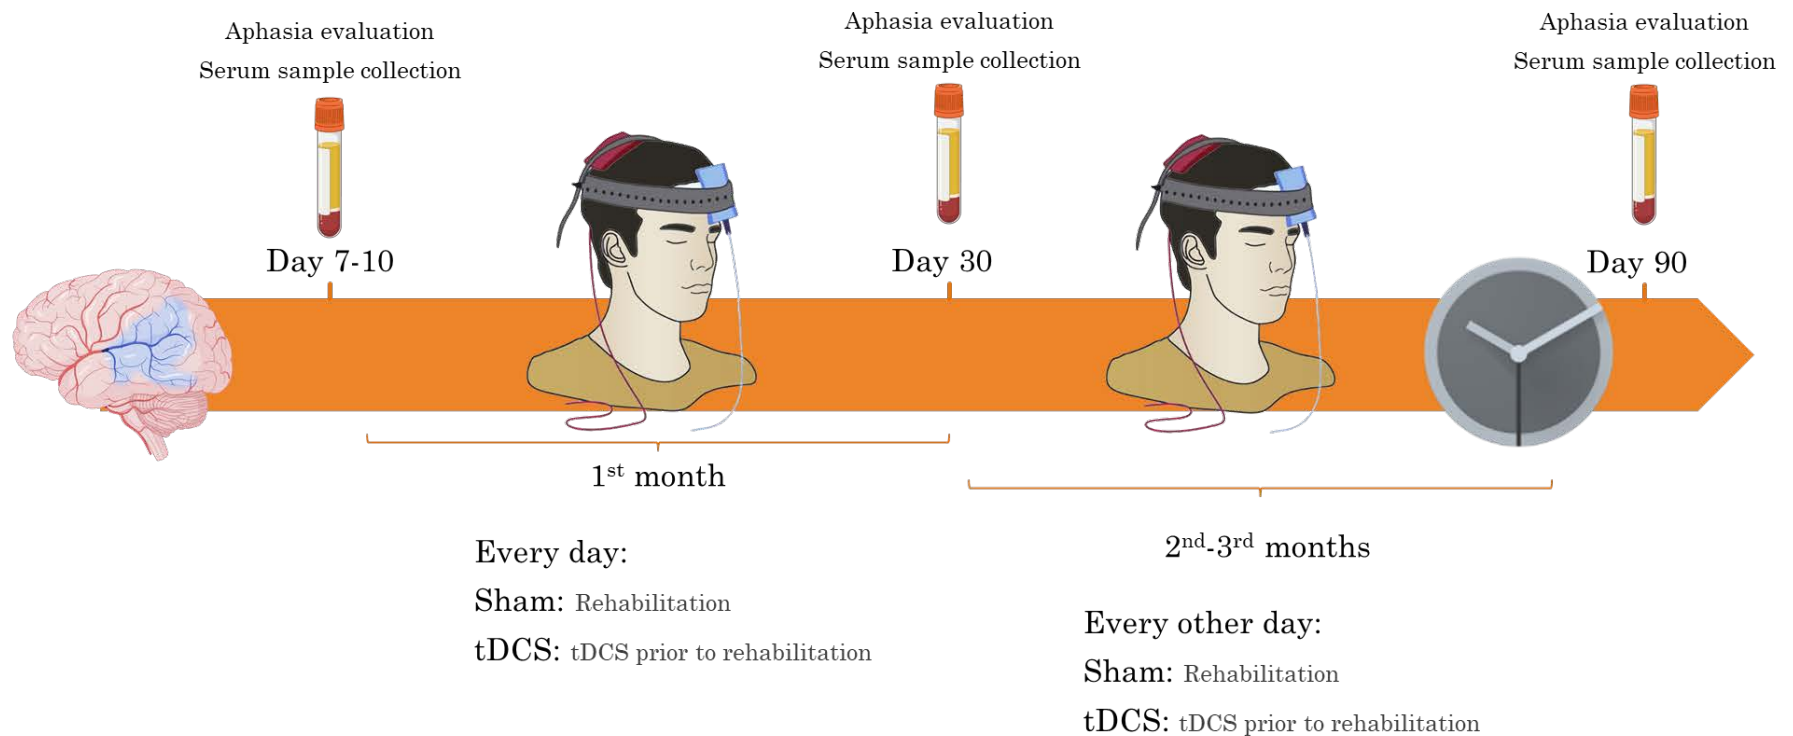 Aphasia evaluation
Serum sample collection
Day 7-10
Aphasia evaluation
Serum sample collection
Day 30
Aphasia evaluation
Serum sample collection
Day 90
1st month
Every day:
Sham: Rehabilitation
tDCS: tDCS prior to rehabilitation
2nd-3rd months
Every other day:
Sham: Rehabilitation
tDCS: tDCS prior to rehabilitation